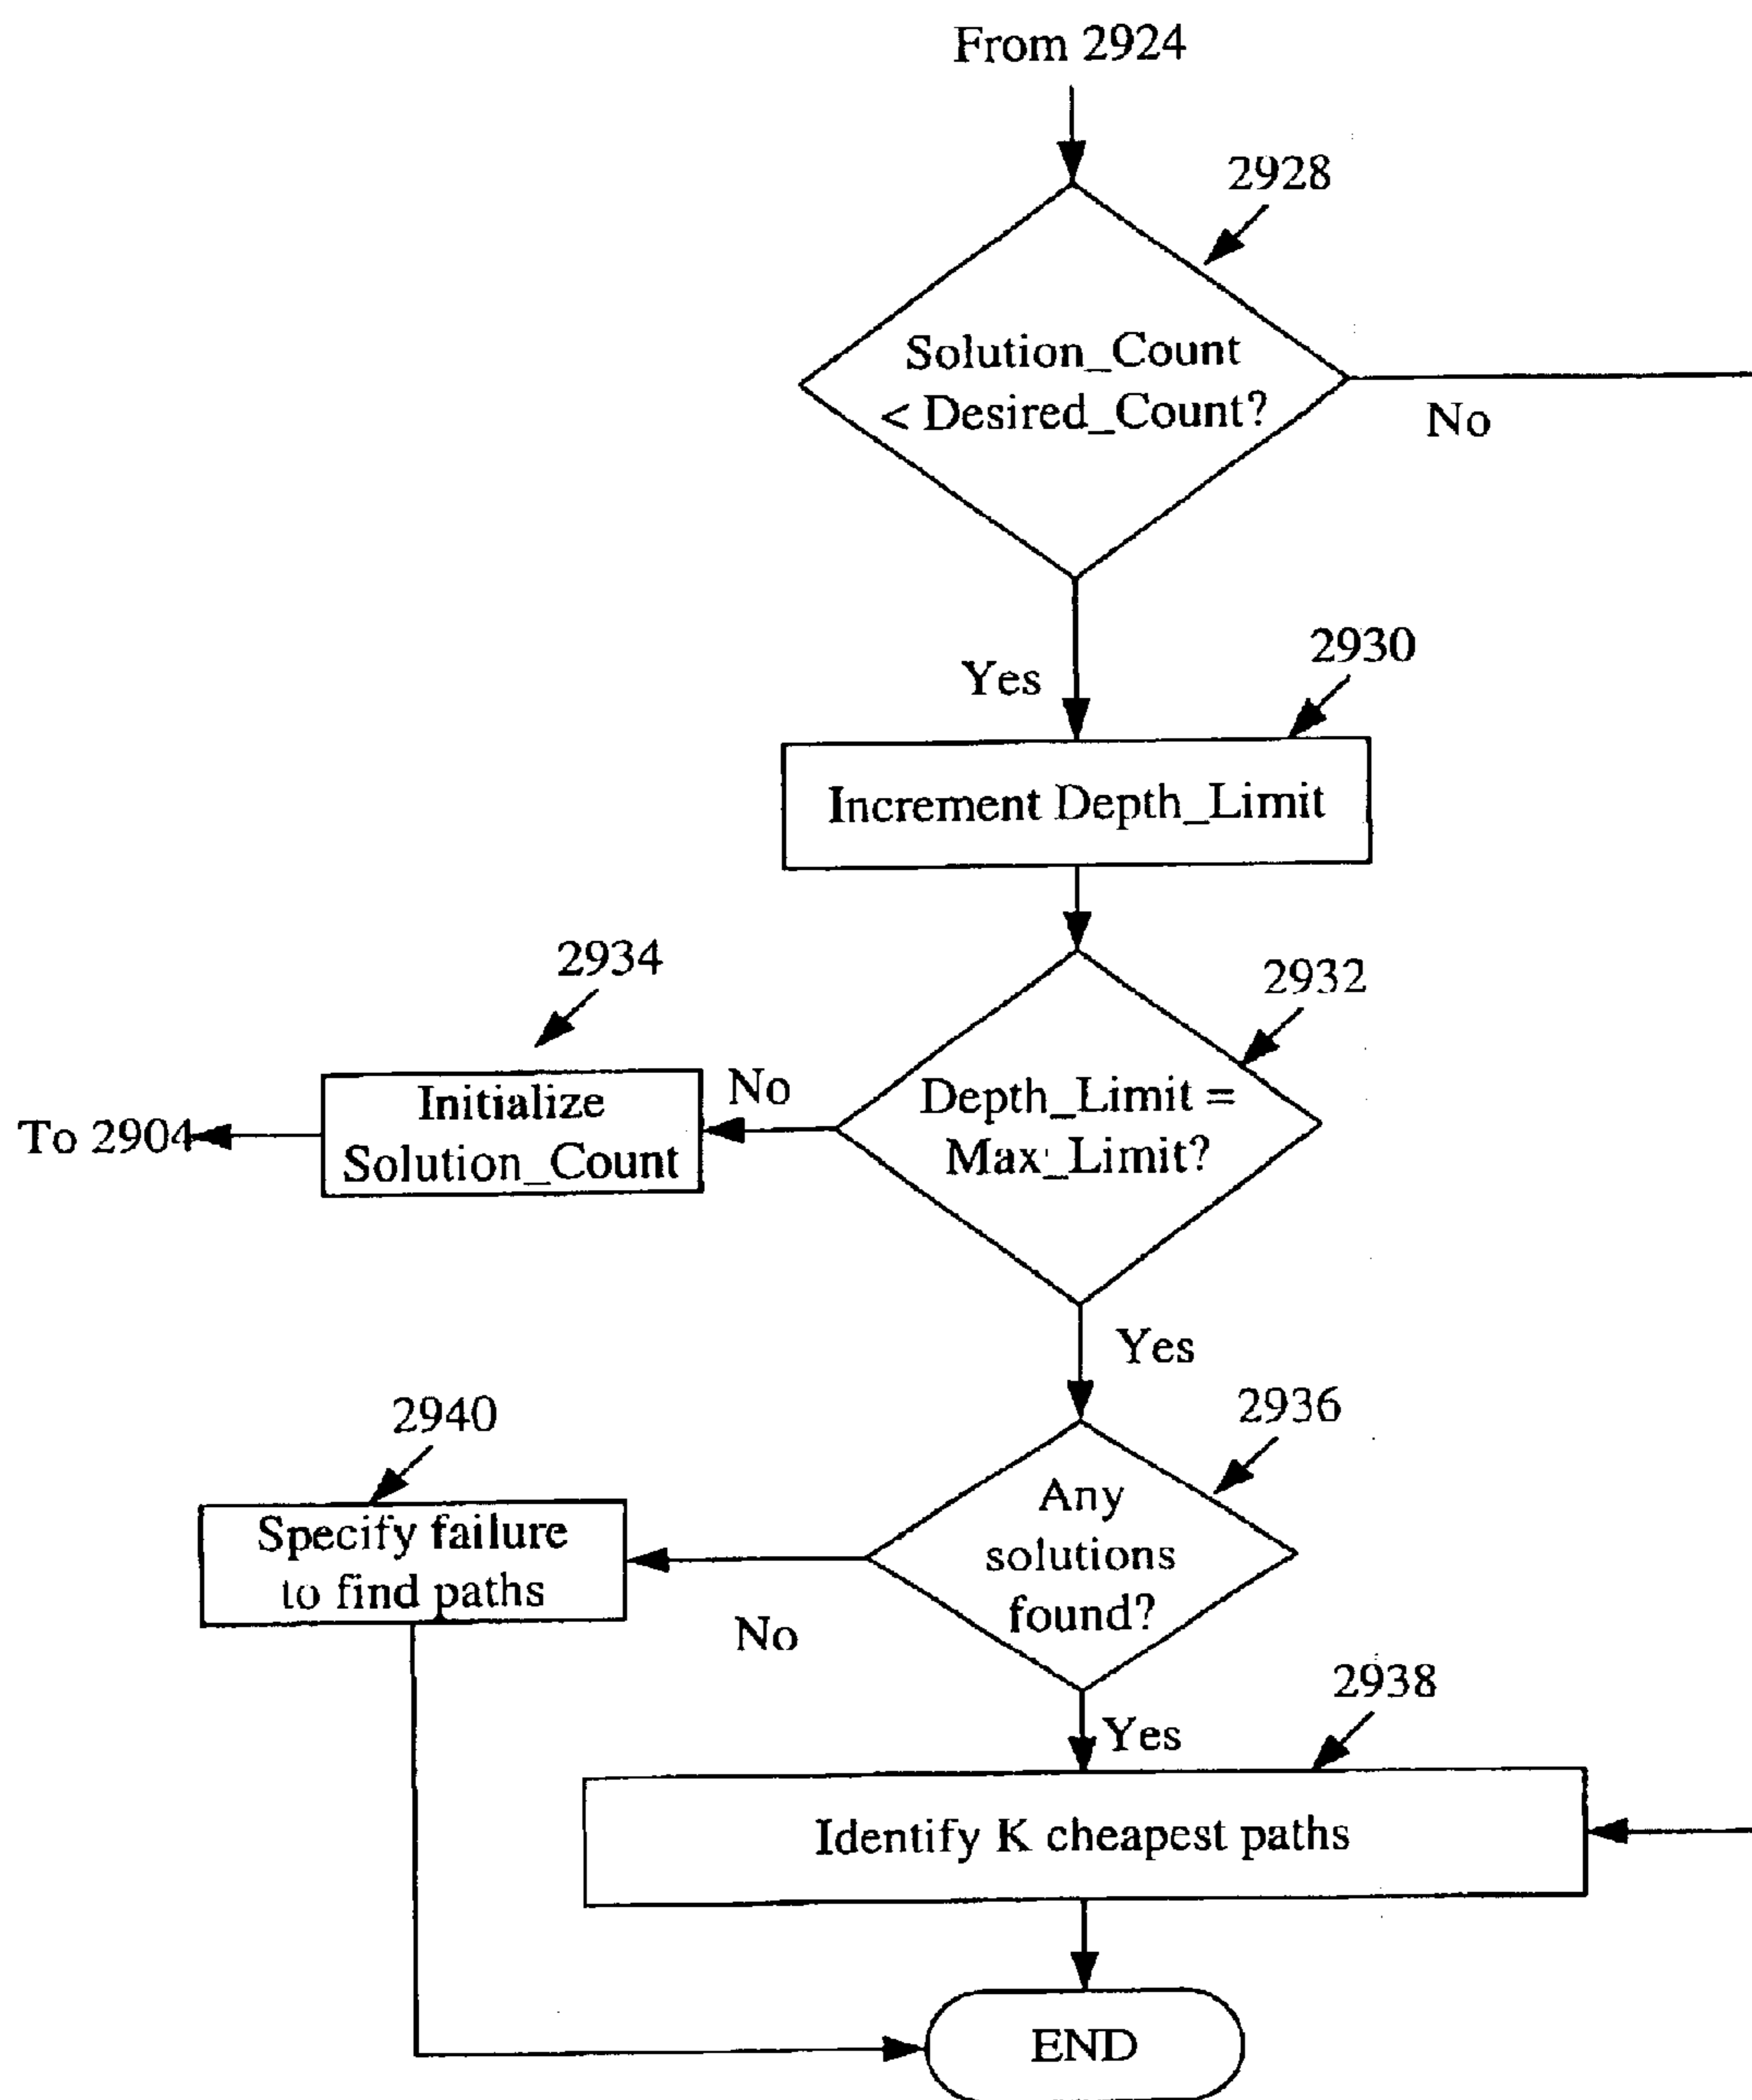 From 2924
2928
Solution_Count
< Desired_Count?
No
2930
Yes
Increment Depth_Limit
2934
2932
Initialize
Solution_Count
No
Depth_Limit =
Max_Limit?
To 2904
Yes
2940
2936
Specify failure
to find paths
Any
solutions
found?
No
2938
Yes
Identify K cheapest paths
END